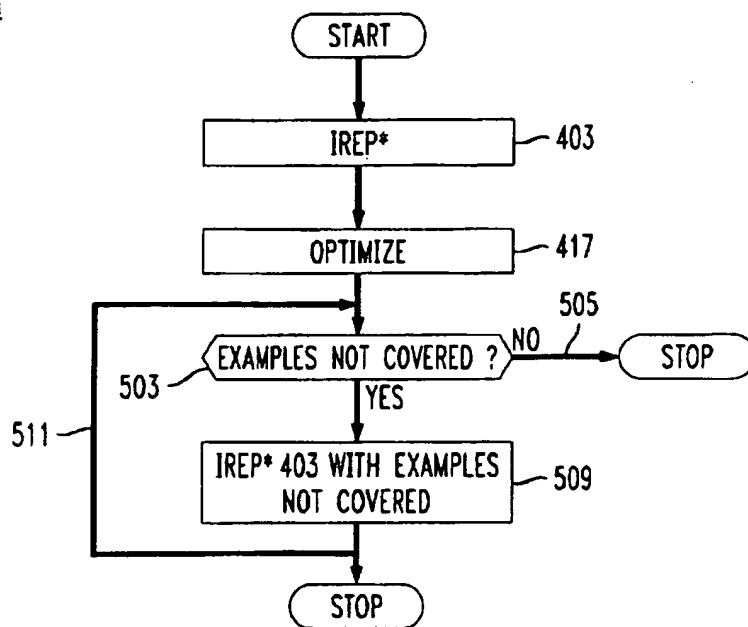 START
IREP*
403
OPTIMIZE
417
505
EXAMPLES NOT COVERED ?
NO
STOP
503
YES
511
IREP* 403 WITH EXAMPLES
NOT COVERED
509
STOP